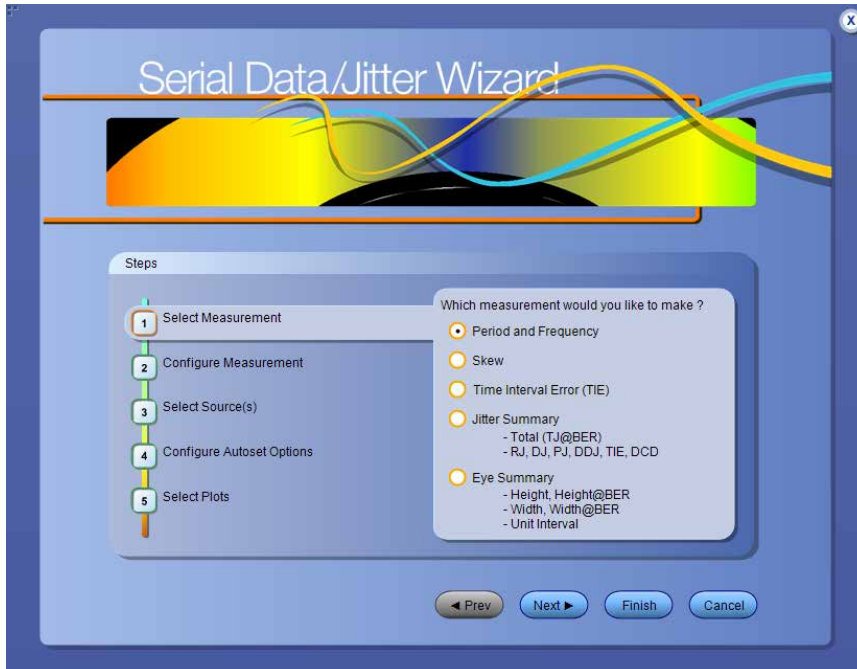 X
Serial Data/Jitter Wizard
Steps
1 Select Measurement
2 Configure Measurement
3 Select Source(s)
4 Configure Autoset Options
5 Select Plots
Which measurement would you like to make ?
Period and Frequency
Skew
Time Interval Error (TIE)
Jitter Summary
- Total (TJ@BER)
- RJ, DJ, PJ, DDJ, TIE, DCD
Eye Summary
- Height, Height@BER
- Width, Width@BER
- Unit Interval
◄ Prev
Next ►
Finish
Cancel